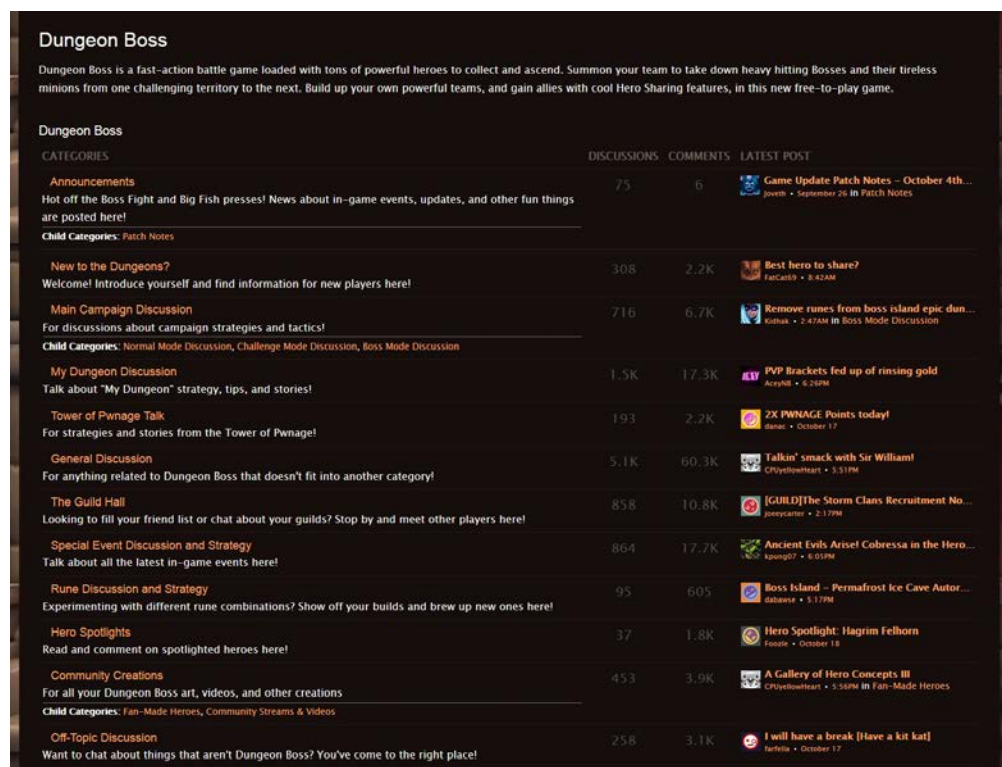 Dungeon Boss
Dungeon Boss is a fast-action battle game loaded with tons of powerful heroes to collect and ascend. Summon your team to take down heavy hitting Bosses and their tireless
minions from one challenging territory to the next. Build up your own powerful teams, and gain allies with cool Hero Sharing features, in this new free-to-play game.
Dungeon Boss
CATEGORIES DISCUSSIONS COMMENTS LATEST POST
Announcements 75 6 Game Update Patch Notes – October 4th...
Joveth • September 26 in Patch Notes
Hot off the Boss Fight and Big Fish presses! News about in-game events, updates, and other fun things
are posted here!
Child Categories: Patch Notes
New to the Dungeons? 308 2.2K Best hero to share?
FatCat69 • 8:42AM
Welcome! Introduce yourself and find information for new players here!
Main Campaign Discussion 716 6.7K Remove runes from boss island epic dun...
Kidhak • 2:47AM in Boss Mode Discussion
For discussions about campaign strategies and tactics!
Child Categories: Normal Mode Discussion, Challenge Mode Discussion, Boss Mode Discussion
My Dungeon Discussion 1.5K 17.3K ACEY PVP Brackets fed up of rinsing gold
AceyNB • 6:26PM
Talk about "My Dungeon" strategy, tips, and stories!
Tower of Pwnage Talk 193 2.2K 2X PWNAGE Points today!
danac • October 17
For strategies and stories from the Tower of Pwnage!
General Discussion 5.1K 60.3K Talkin' smack with Sir William!
CPUyellowHeart • 5:51PM
For anything related to Dungeon Boss that doesn't fit into another category!
The Guild Hall 858 10.8K [GUILD]The Storm Clans Recruitment No...
joeeycarter • 2:17PM
Looking to fill your friend list or chat about your guilds? Stop by and meet other players here!
Special Event Discussion and Strategy 864 17.7K Ancient Evils Arise! Cobressa in the Hero...
kpung07 • 6:05PM
Talk about all the latest in-game events here!
Rune Discussion and Strategy 95 605 Boss Island – Permafrost Ice Cave Autor...
dabawse • 5:17PM
Experimenting with different rune combinations? Show off your builds and brew up new ones here!
Hero Spotlights 37 1.8K Hero Spotlight: Hagrim Felhorn
Foozle • October 18
Read and comment on spotlighted heroes here!
Community Creations 453 3.9K A Gallery of Hero Concepts III
CPUyellowHeart • 5:56PM in Fan-Made Heroes
For all your Dungeon Boss art, videos, and other creations
Child Categories: Fan-Made Heroes, Community Streams & Videos
Off-Topic Discussion 258 3.1K I will have a break [Have a kit kat]
farfella • October 17
Want to chat about things that aren't Dungeon Boss? You've come to the right place!